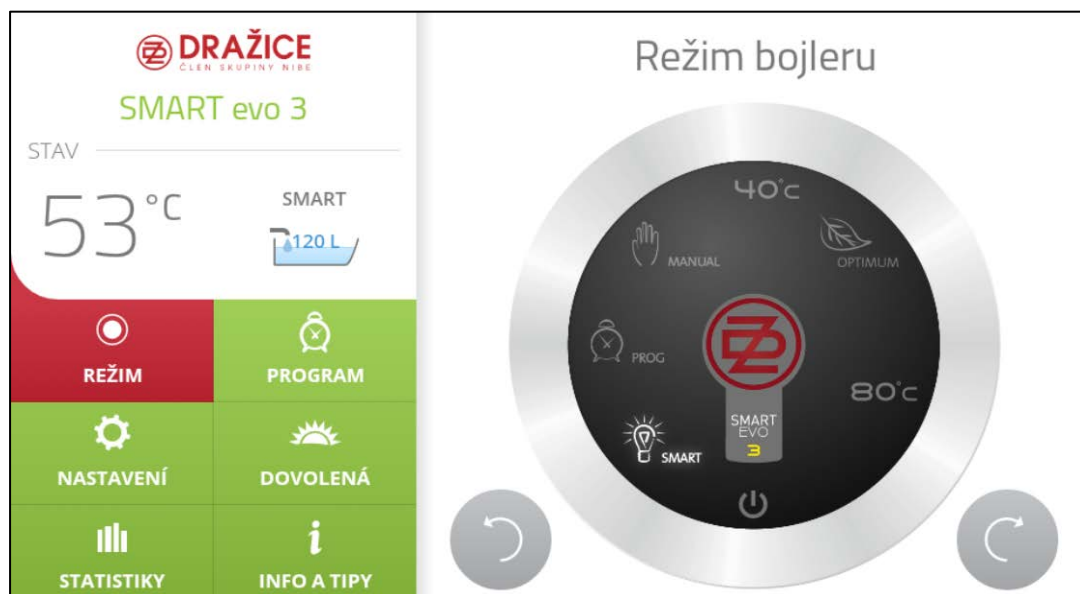 DRAŽICE
ČLEN SKUPINY NIBE
SMART evo 3
STAV
53°C
SMART
120 L
REŽIM
PROGRAM
NASTAVENÍ
DOVOLENÁ
STATISTIKY
INFO A TIPY
Režim bojleru
40°C
MANUAL
OPTIMUM
PROG
80°C
SMART
SMART
EVO
3